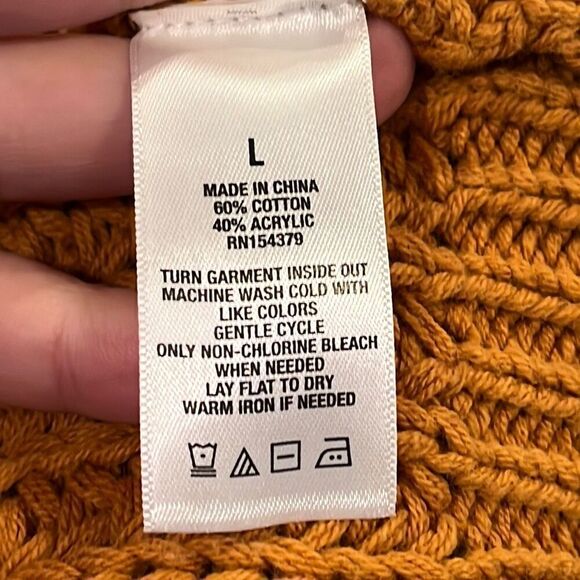 L
MADE IN CHINA
60% COTTON
40% ACRYLIC
RN154379
TURN GARMENT INSIDE OUT
MACHINE WASH COLD WITH
LIKE COLORS
GENTLE CYCLE
ONLY NON-CHLORINE BLEACH
WHEN NEEDED
LAY FLAT TO DRY
WARM IRON IF NEEDED